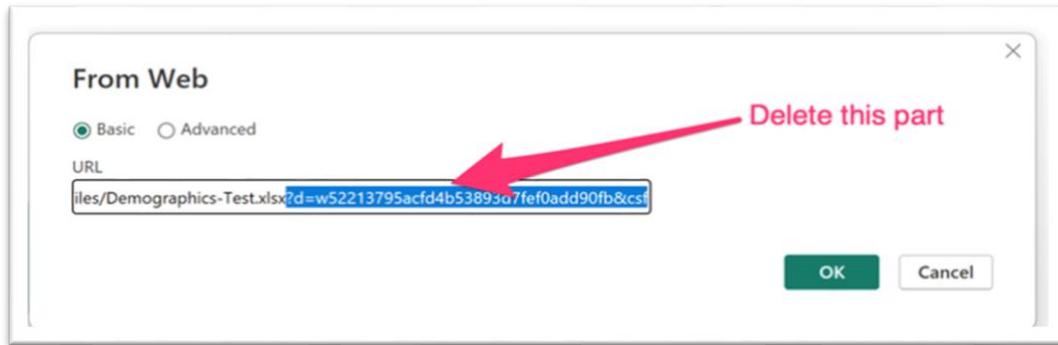 From Web
Delete this part
Basic Advanced
URL
iles/Demographics-Test.xlsx?d=w52213795acfd4b53893d7fef0add90fb&csf
OK Cancel